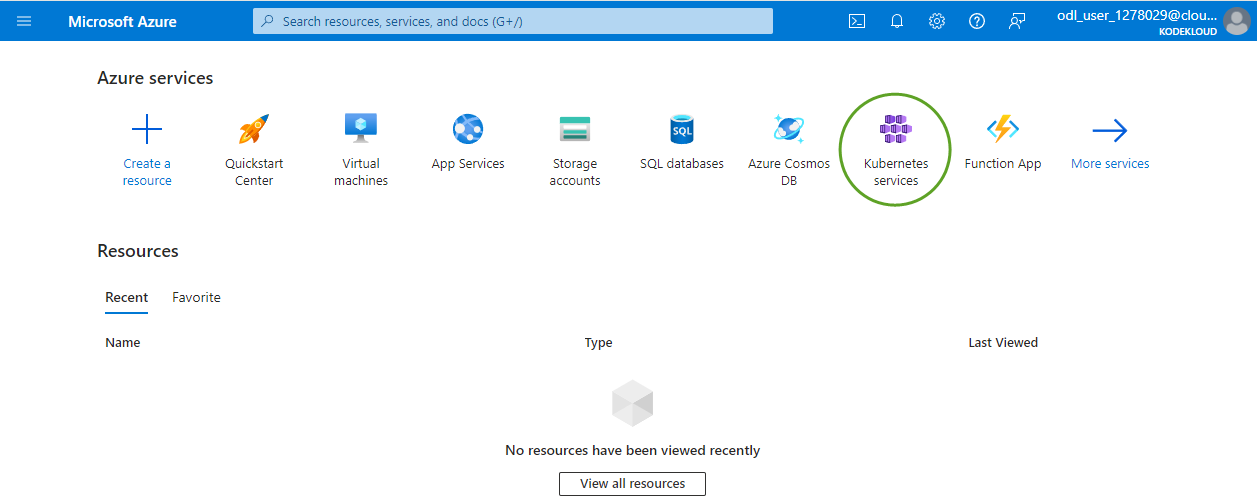 Microsoft Azure
Search resources, services, and docs (G+/)
odl_user_1278029@clou...
KODEKLOUD
Azure services
Create a
resource
Quickstart
Center
Virtual
machines
App Services
Storage
accounts
SQL
SQL databases
Azure Cosmos
DB
Kubernetes
services
Function App
More services
Resources
Recent
Favorite
Name
Type
Last Viewed
No resources have been viewed recently
View all resources